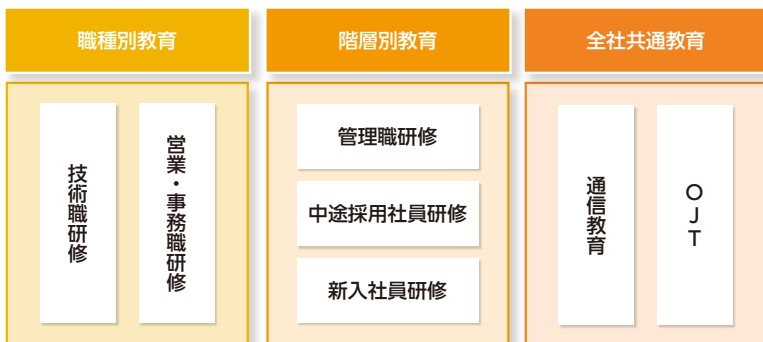 職種別教育
技術職研修
営業・事務職研修
階層別教育
管理職研修
中途採用社員研修
新入社員研修
全社共通教育
通信教育
OJT